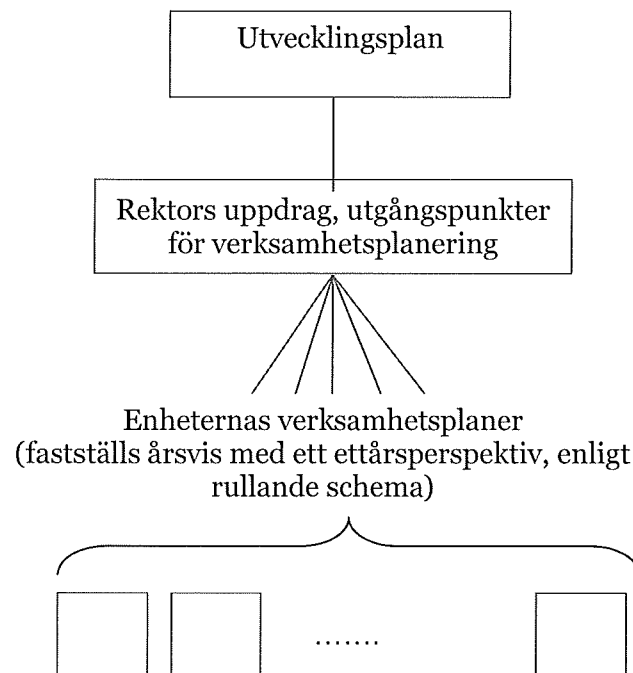 Utvecklingsplan
Rektors uppdrag, utgångspunkter
för verksamhetsplanering
Enheternas verksamhetsplaner
(fastställs årsvis med ett ettårsperspektiv, enligt
rullande schema)
.......